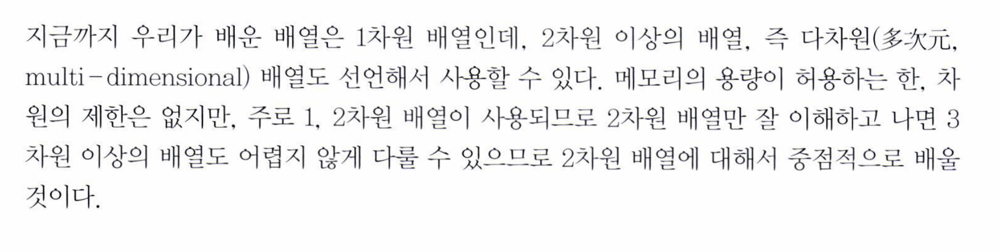 지금까지 우리가 배운 배열은 1차원 배열인데, 2차원 이상의 배열, 즉 다차원(多次元,
multi-dimensional) 배열도 선언해서 사용할 수 있다. 메모리의 용량이 허용하는 한, 차
원의 제한은 없지만, 주로 1, 2차원 배열이 사용되므로 2차원 배열만 잘 이해하고 나면 3
차원 이상의 배열도 어렵지 않게 다룰 수 있으므로 2차원 배열에 대해서 중점적으로 배울
것이다.